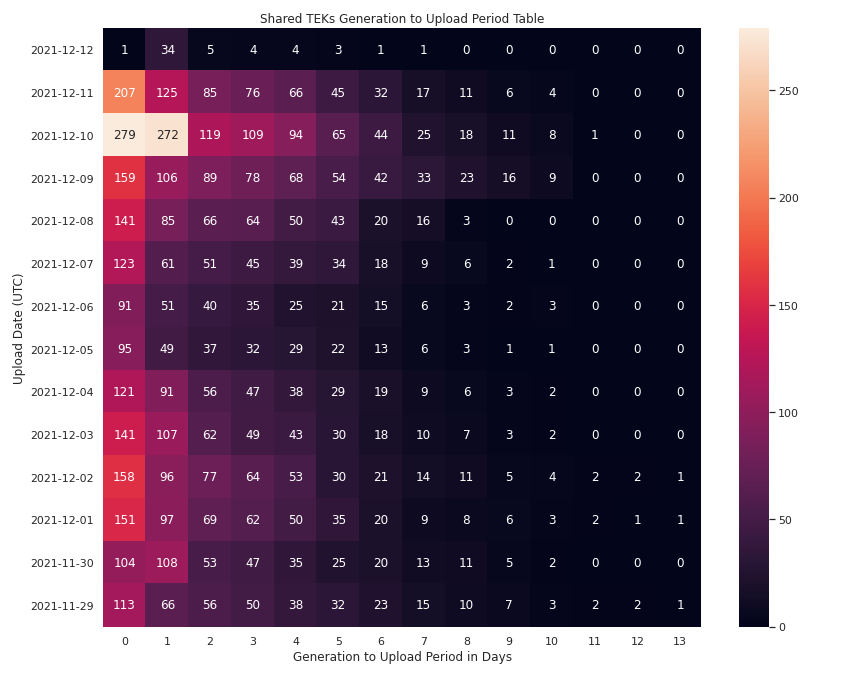 Shared TEKs Generation to Upload Period Table
Upload Date (UTC)
2021-12-12 1 34 5 4 4 3 1 1 0 0 0 0 0 0
2021-12-11 207 125 85 76 66 45 32 17 11 6 4 0 0 0
2021-12-10 279 272 119 109 94 65 44 25 18 11 8 1 0 0
2021-12-09 159 106 89 78 68 54 42 33 23 16 9 0 0 0
2021-12-08 141 85 66 64 50 43 20 16 3 0 0 0 0 0
2021-12-07 123 61 51 45 39 34 18 9 6 2 1 0 0 0
2021-12-06 91 51 40 35 25 21 15 6 3 2 3 0 0 0
2021-12-05 95 49 37 32 29 22 13 6 3 1 1 0 0 0
2021-12-04 121 91 56 47 38 29 19 9 6 3 2 0 0 0
2021-12-03 141 107 62 49 43 30 18 10 7 3 2 0 0 0
2021-12-02 158 96 77 64 53 30 21 14 11 5 4 2 2 1
2021-12-01 151 97 69 62 50 35 20 9 8 6 3 2 1 1
2021-11-30 104 108 53 47 35 25 20 13 11 5 2 0 0 0
2021-11-29 113 66 56 50 38 32 23 15 10 7 3 2 2 1
0 1 2 3 4 5 6 7 8 9 10 11 12 13
Generation to Upload Period in Days
250
200
150
100
50
0